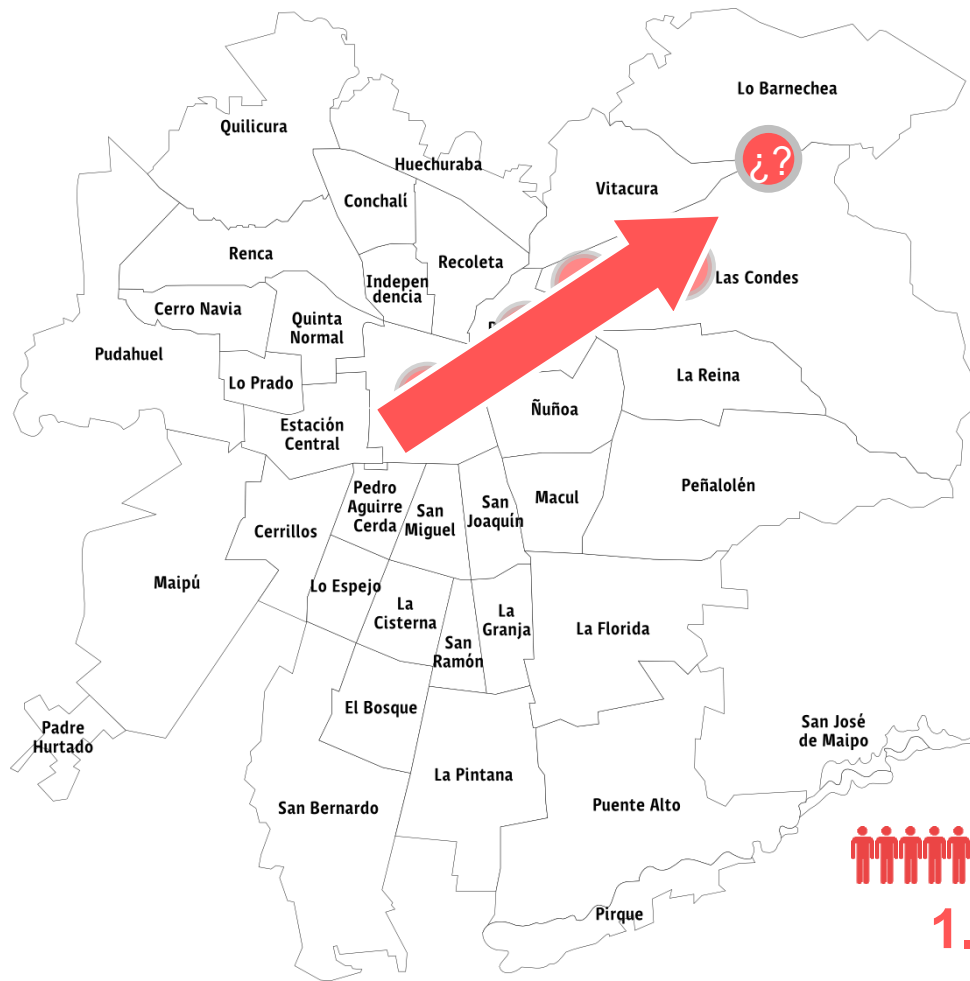 Lo Barnechea
Quilicura
Huechuraba
¿?
Vitacura
Conchalí
Renca
Recoleta
Indepen
dencia
Las Condes
Cerro Navia
Quinta
Normal
Pudahuel
Lo Prado
La Reina
Ñuñoa
Estación
Central
Pedro
Aguirre
Cerda
San
Miguel
San
Joaquín
Macul
Peñalolén
Cerrillos
Maipú
Lo Espejo
La
Cisterna
San
Ramón
La
Granja
La Florida
El Bosque
Padre
Hurtado
San José
de Maipo
La Pintana
San Bernardo
Puente Alto
Pirque
1.